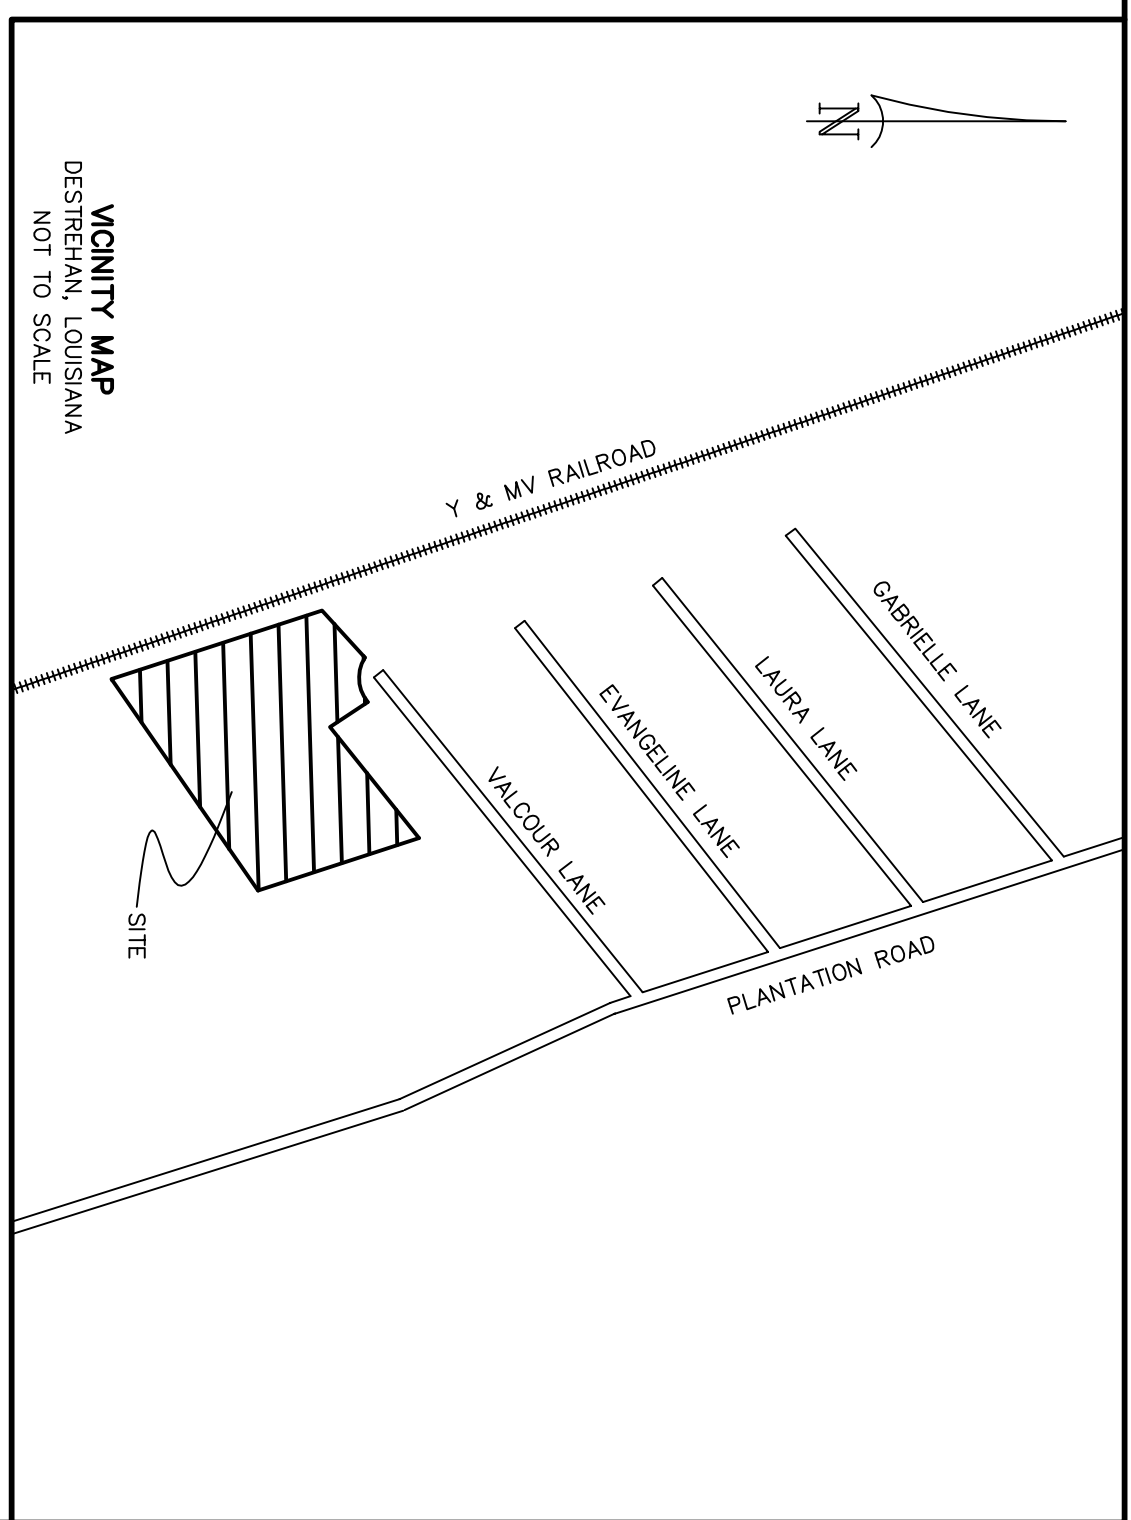 N
Y & MV RAILROAD
GABRIELLE LANE
LAURA LANE
EVANGELINE LANE
VALCOUR LANE
PLANTATION ROAD
SITE
VICINITY MAP
DESTREHAN, LOUISIANA
NOT TO SCALE